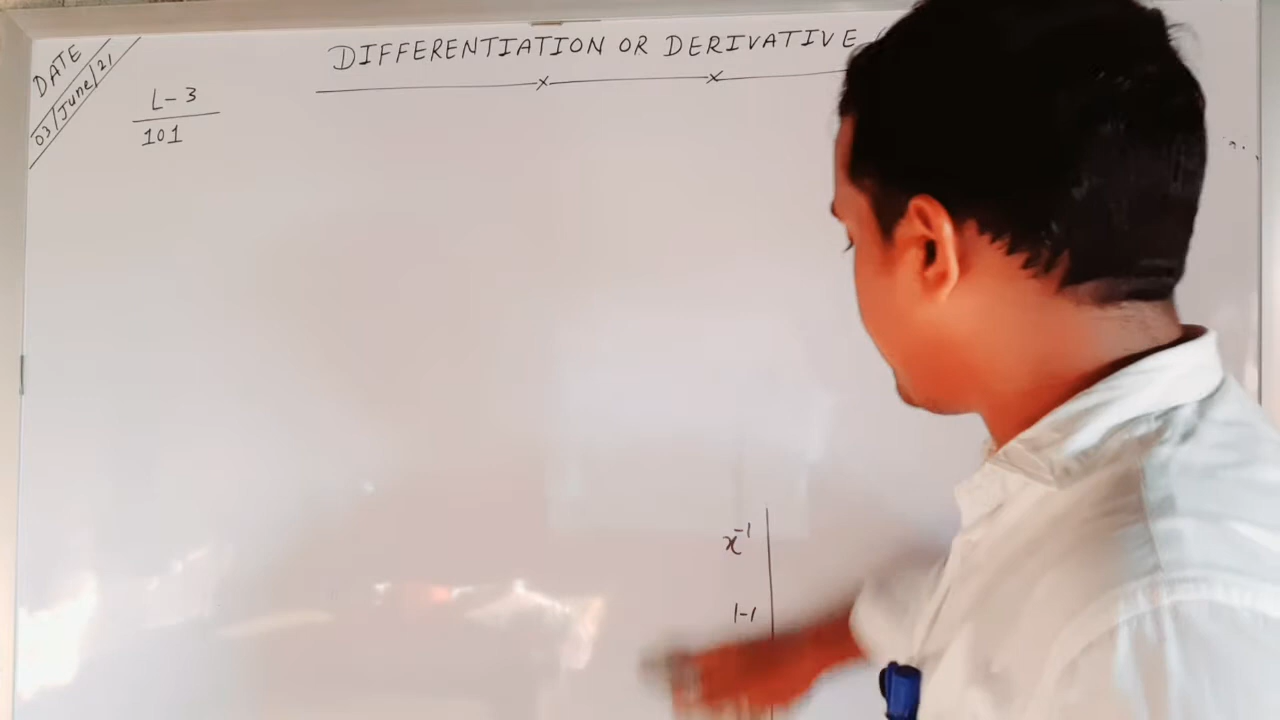 DATE
03/June/21
L-3
101
DIFFERENTIATION OR DERIVATIVE
x⁻¹
1-1